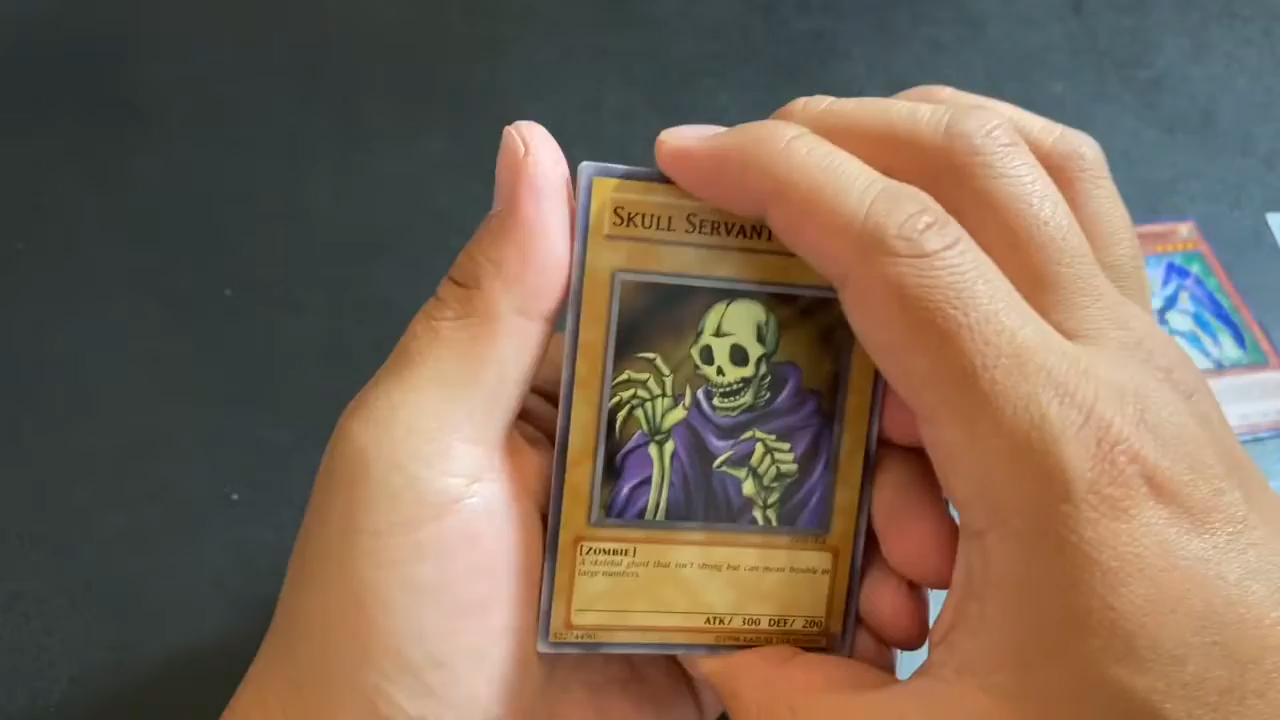 SKULL SERVANT
[ZOMBIE]
A skeletal ghost that isn't strong but can mean trouble in
large numbers.
ATK/ 300 DEF/ 200